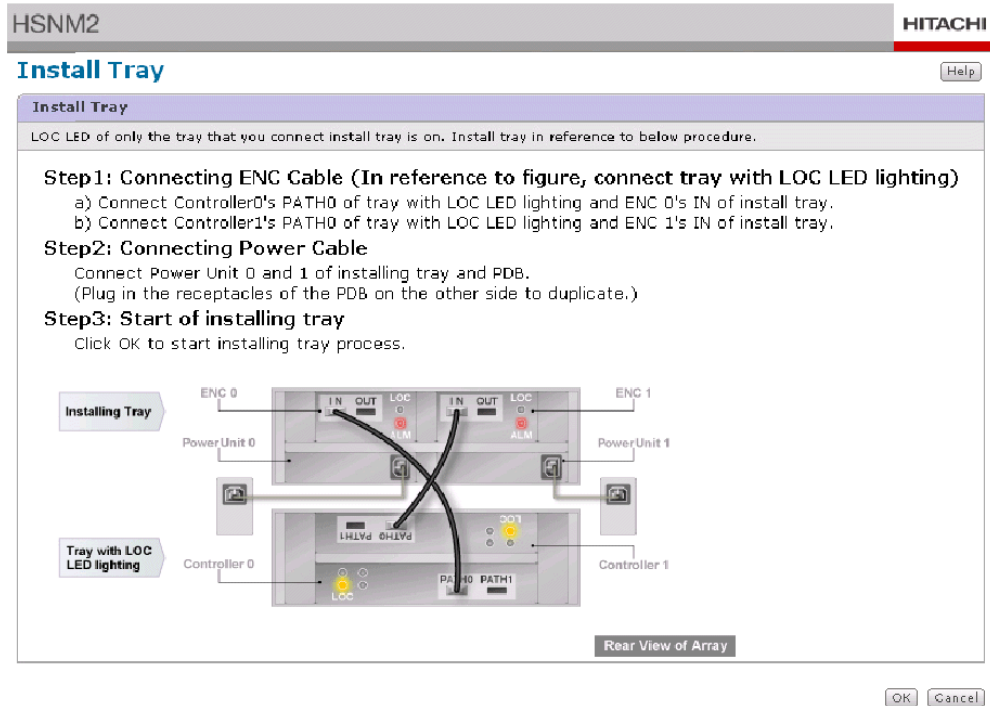 HSNM2
HITACHI
Install Tray
Help
Install Tray
LOC LED of only the tray that you connect install tray is on. Install tray in reference to below procedure.
Step1: Connecting ENC Cable (In reference to figure, connect tray with LOC LED lighting)
a) Connect Controller0's PATH0 of tray with LOC LED lighting and ENC 0's IN of install tray.
b) Connect Controller1's PATH0 of tray with LOC LED lighting and ENC 1's IN of install tray.
Step2: Connecting Power Cable
Connect Power Unit 0 and 1 of installing tray and PDB.
(Plug in the receptacles of the PDB on the other side to duplicate.)
Step3: Start of installing tray
Click OK to start installing tray process.
ENC 0
IN OUT LOC
IN OUT LOC
ENC 1
Installing Tray
ALM
ALM
Power Unit 0
Power Unit 1
PATH1 PATH0
LOC
Tray with LOC
LED lighting
Controller 0
Controller 1
LOC
PATH0 PATH1
Rear View of Array
OK
Cancel